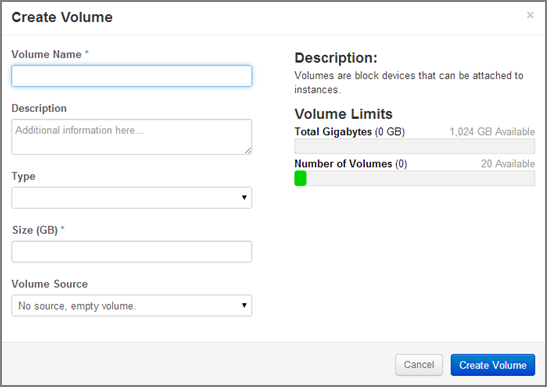 Create Volume ×
Volume Name *
Description
Additional information here...
Type
Size (GB) *
Volume Source
No source, empty volume.
Description:
Volumes are block devices that can be attached to
instances.
Volume Limits
Total Gigabytes (0 GB) 1,024 GB Available
Number of Volumes (0) 20 Available
Cancel Create Volume